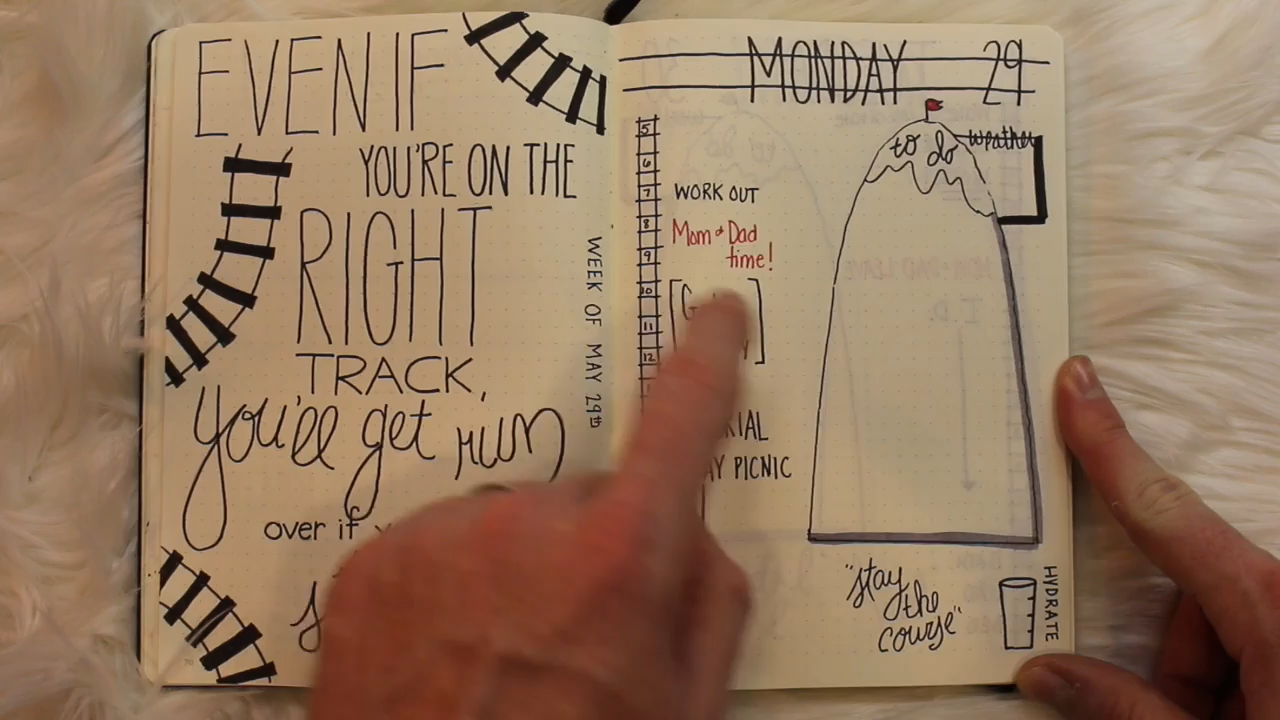 EVEN IF
YOU'RE ON THE
RIGHT
TRACK,
you'll get run
over if
WEEK OF MAY 29th
MONDAY 29
5
6
7
8
9
10
11
12
WORK OUT
Mom + Dad
time!
PICNIC
to do
weather
"stay
the
course"
HYDRATE